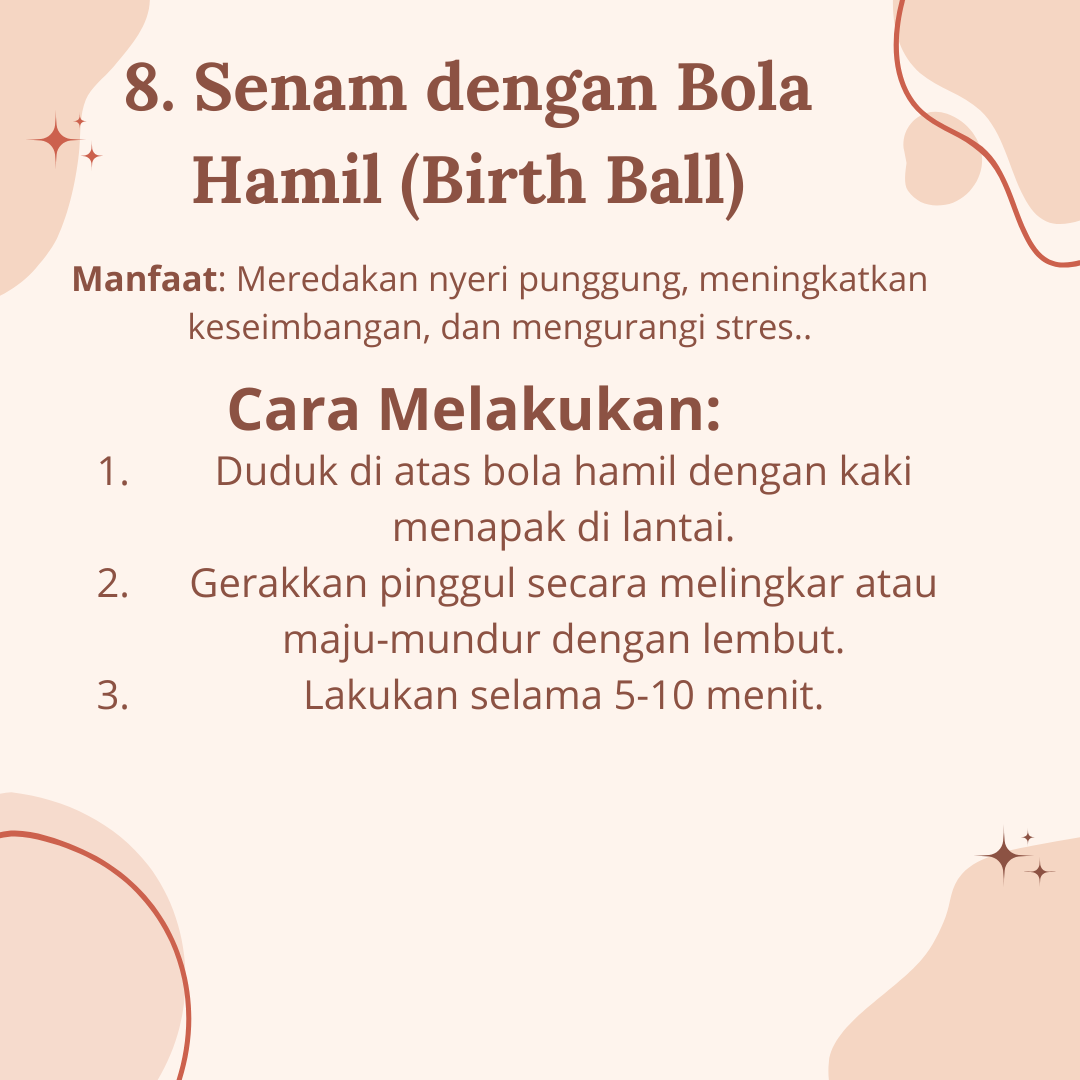 8. Senam dengan Bola
Hamil (Birth Ball)
Manfaat: Meredakan nyeri punggung, meningkatkan
keseimbangan, dan mengurangi stres..
Cara Melakukan:
1. Duduk di atas bola hamil dengan kaki
menapak di lantai.
2. Gerakkan pinggul secara melingkar atau
maju-mundur dengan lembut.
3. Lakukan selama 5-10 menit.